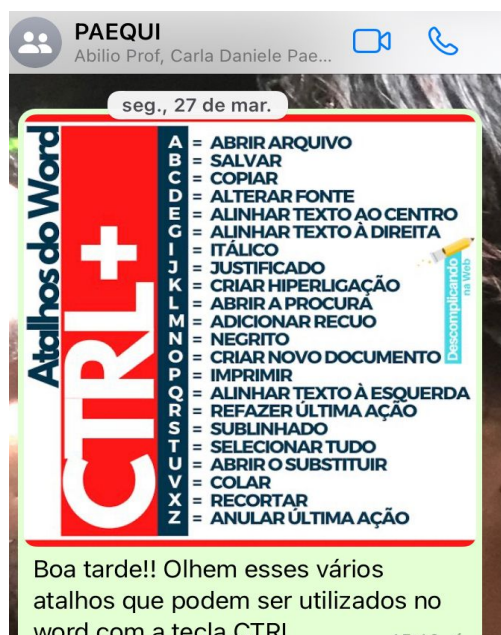 PAEQUI
Abilio Prof, Carla Daniele Pae...
seg., 27 de mar.
Atalhos do Word
CTRL+
A = ABRIR ARQUIVO
B = SALVAR
C = COPIAR
D = ALTERAR FONTE
E = ALINHAR TEXTO AO CENTRO
G = ALINHAR TEXTO À DIREITA
I = ITÁLICO
J = JUSTIFICADO
K = CRIAR HIPERLIGAÇÃO
L = ABRIR A PROCURA
M = ADICIONAR RECUO
N = NEGRITO
O = CRIAR NOVO DOCUMENTO
P = IMPRIMIR
Q = ALINHAR TEXTO À ESQUERDA
R = REFAZER ÚLTIMA AÇÃO
S = SUBLINHADO
T = SELECIONAR TUDO
U = ABRIR O SUBSTITUIR
V = COLAR
X = RECORTAR
Z = ANULAR ÚLTIMA AÇÃO
Descomplicando
na Web
Boa tarde!! Olhem esses vários
atalhos que podem ser utilizados no
word com a tecla CTRL